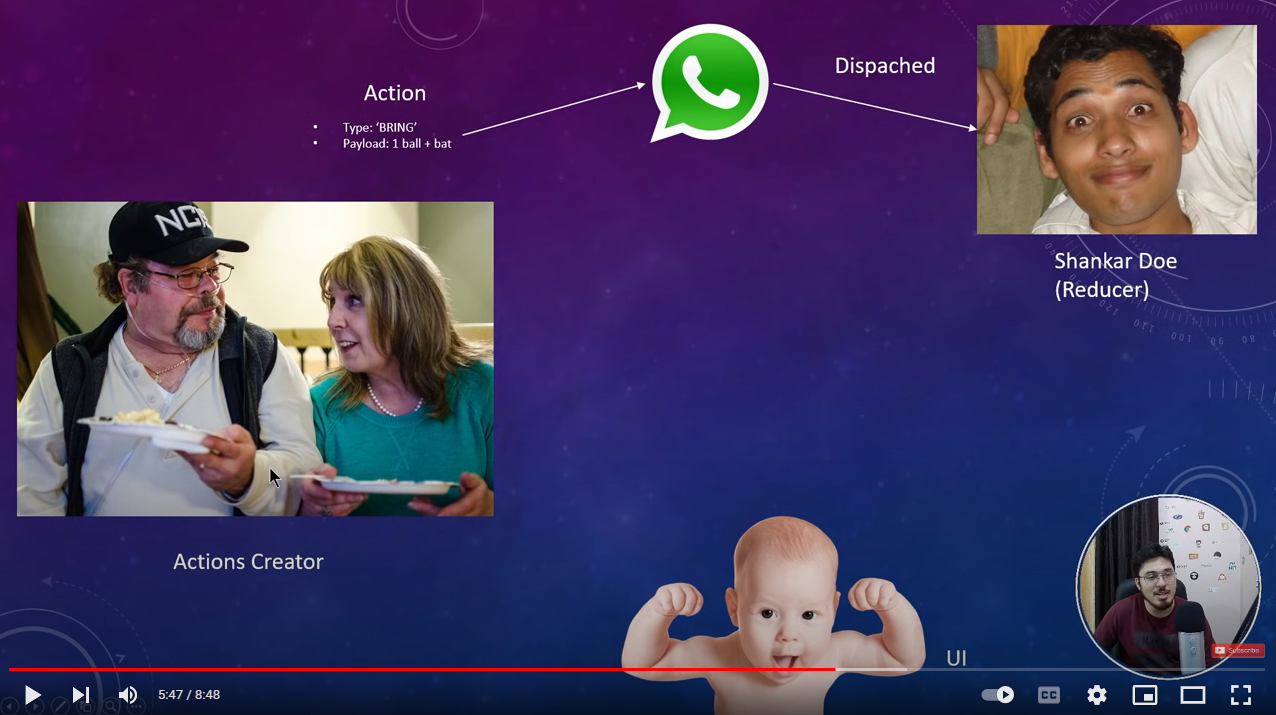 Dispached
Action
• Type: ‘BRING’
• Payload: 1 ball + bat
Shankar Doe
(Reducer)
Actions Creator
UI
Subscribe
5:47 / 8:48
CC